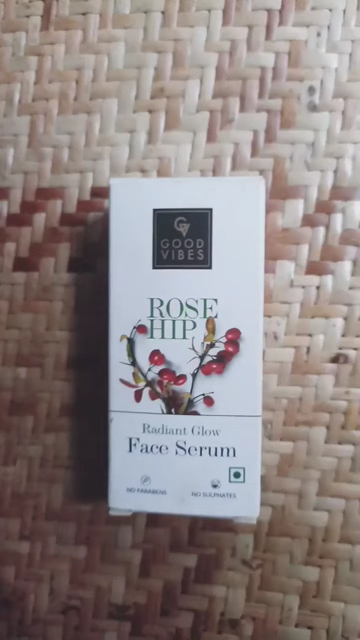 GV
GOOD
VIBES
ROSE
HIP
Radiant Glow
Face Serum
NO PARABENS
NO SULPHATES